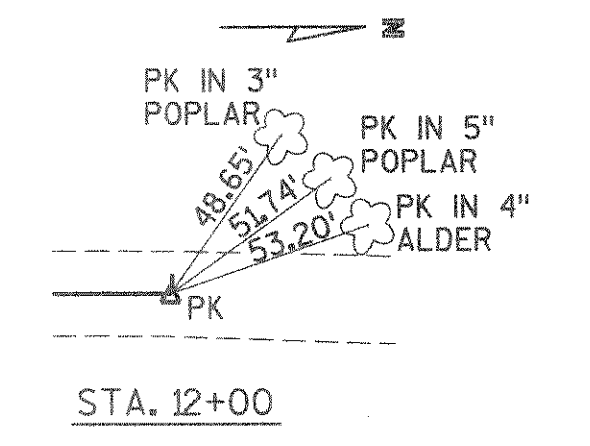 N
PK IN 3"
POPLAR
PK IN 5"
POPLAR
48.65'
51.74'
53.20'
PK IN 4"
ALDER
PK
STA. 12+00